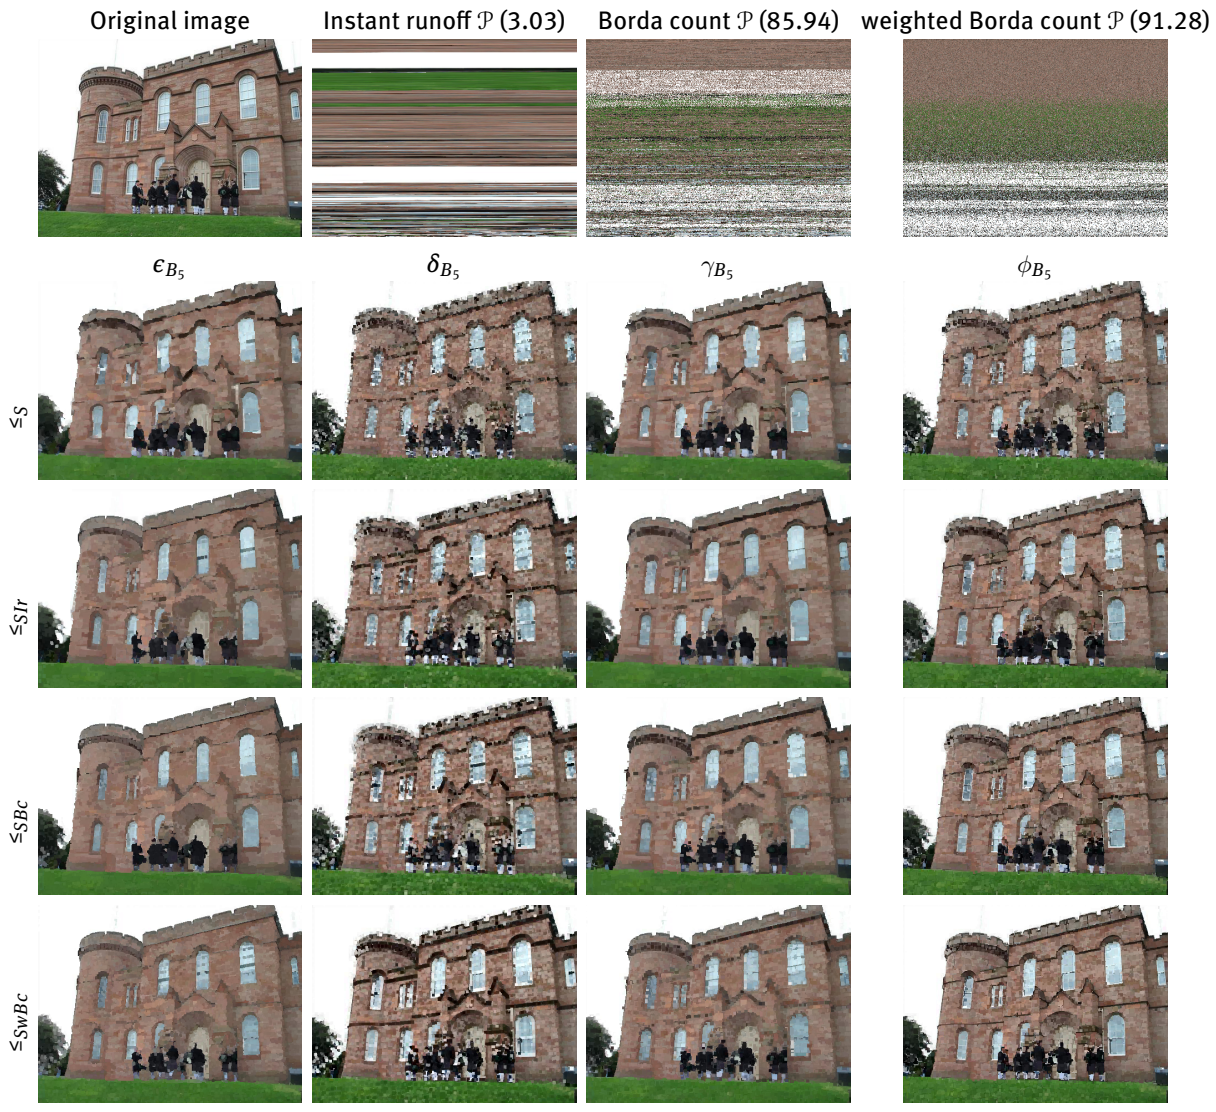 Original image
Instant runoff 𝒫 (3.03)
Borda count 𝒫 (85.94)
weighted Borda count 𝒫 (91.28)
ϵ_{B_5}
δ_{B_5}
γ_{B_5}
ϕ_{B_5}
≤_S
≤_{SIr}
≤_{SBc}
≤_{SwBc}